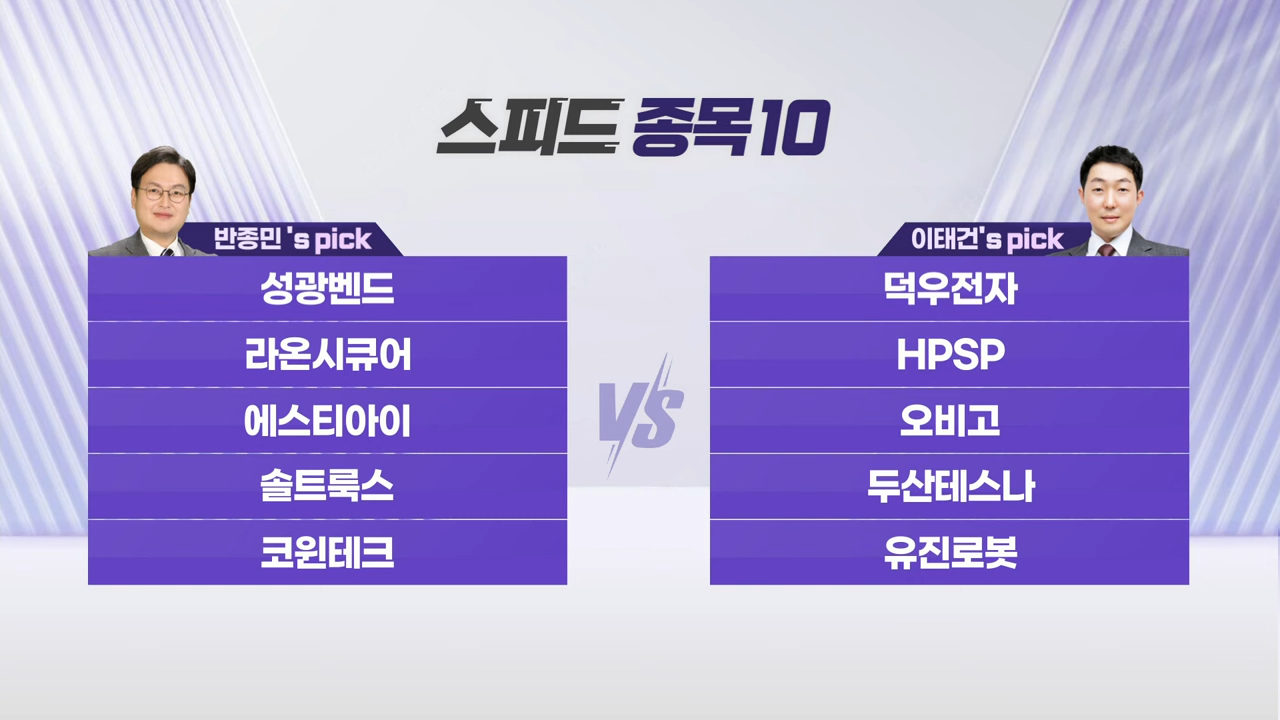 스피드 종목10
반종민 's pick
성광벤드
라온시큐어
에스티아이
솔트룩스
코윈테크
VS
이태건's pick
덕우전자
HPSP
오비고
두산테스나
유진로봇